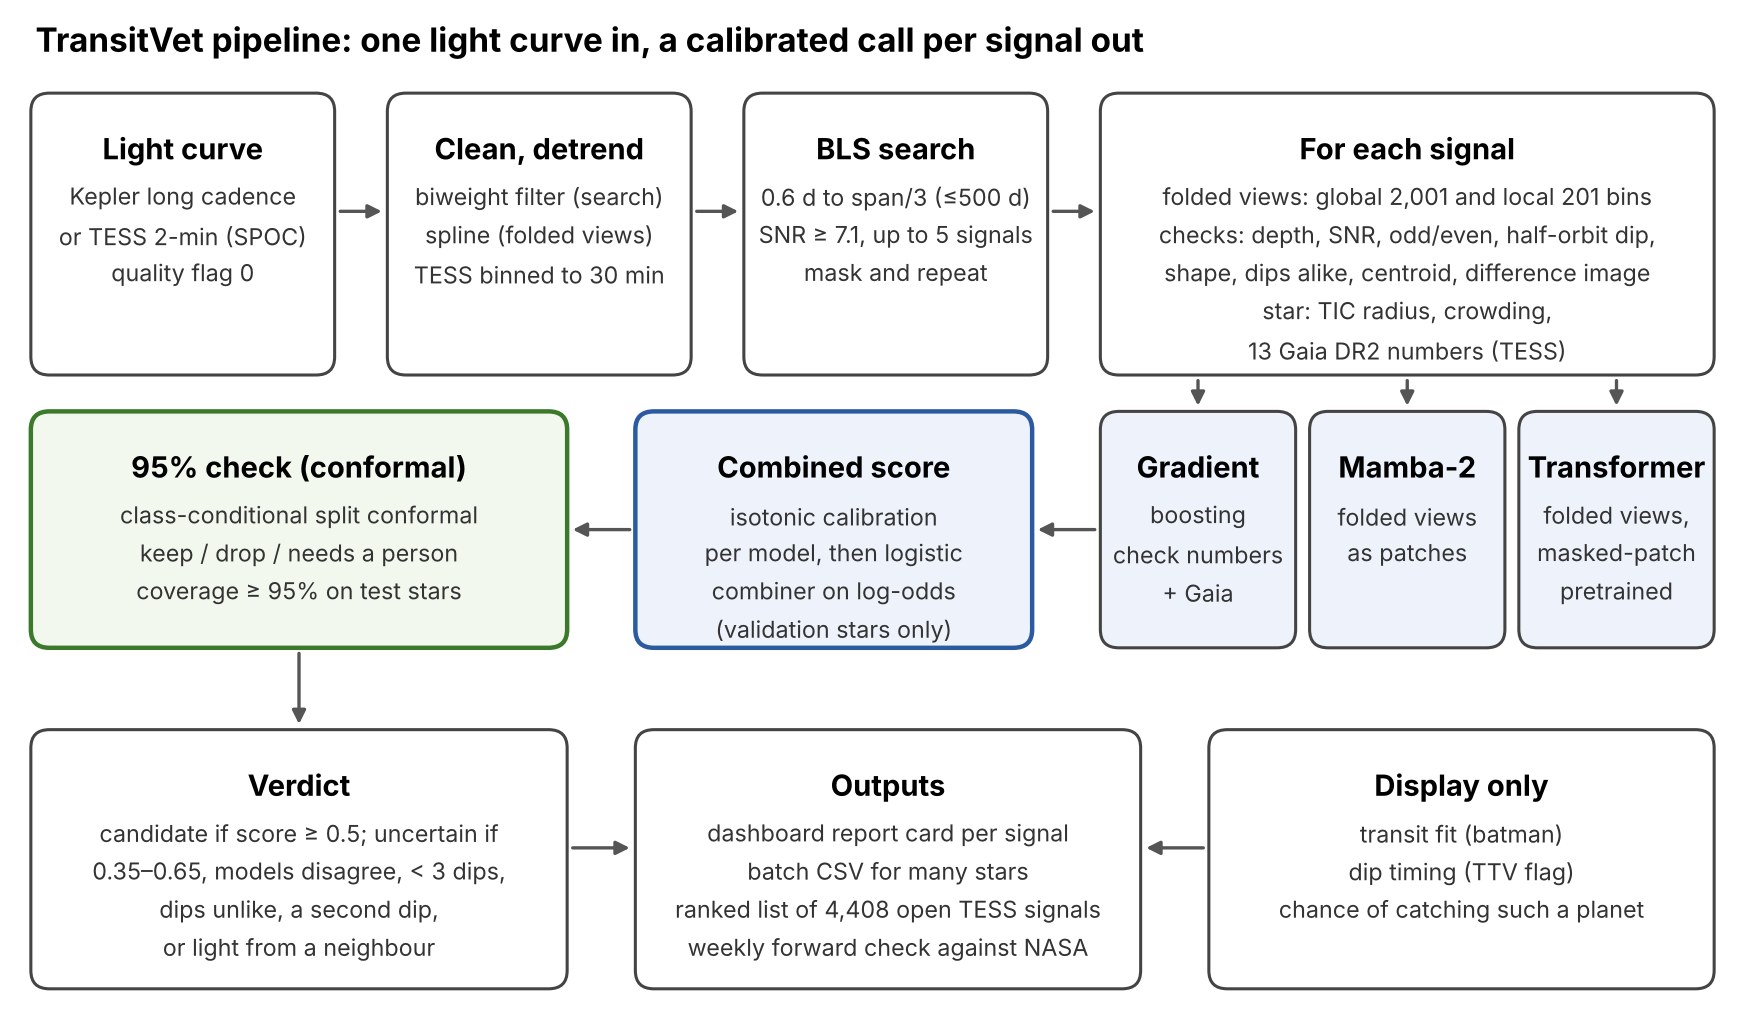 TransitVet pipeline: one light curve in, a calibrated call per signal out
Light curve
Kepler long cadence
or TESS 2-min (SPOC)
quality flag 0
Clean, detrend
biweight filter (search)
spline (folded views)
TESS binned to 30 min
BLS search
0.6 d to span/3 (≤500 d)
SNR ≥ 7.1, up to 5 signals
mask and repeat
For each signal
folded views: global 2,001 and local 201 bins
checks: depth, SNR, odd/even, half-orbit dip,
shape, dips alike, centroid, difference image
star: TIC radius, crowding,
13 Gaia DR2 numbers (TESS)
95% check (conformal)
class-conditional split conformal
keep / drop / needs a person
coverage ≥ 95% on test stars
Combined score
isotonic calibration
per model, then logistic
combiner on log-odds
(validation stars only)
Gradient
boosting
check numbers
+ Gaia
Mamba-2
folded views
as patches
Transformer
folded views,
masked-patch
pretrained
Verdict
candidate if score ≥ 0.5; uncertain if
0.35–0.65, models disagree, < 3 dips,
dips unlike, a second dip,
or light from a neighbour
Outputs
dashboard report card per signal
batch CSV for many stars
ranked list of 4,408 open TESS signals
weekly forward check against NASA
Display only
transit fit (batman)
dip timing (TTV flag)
chance of catching such a planet